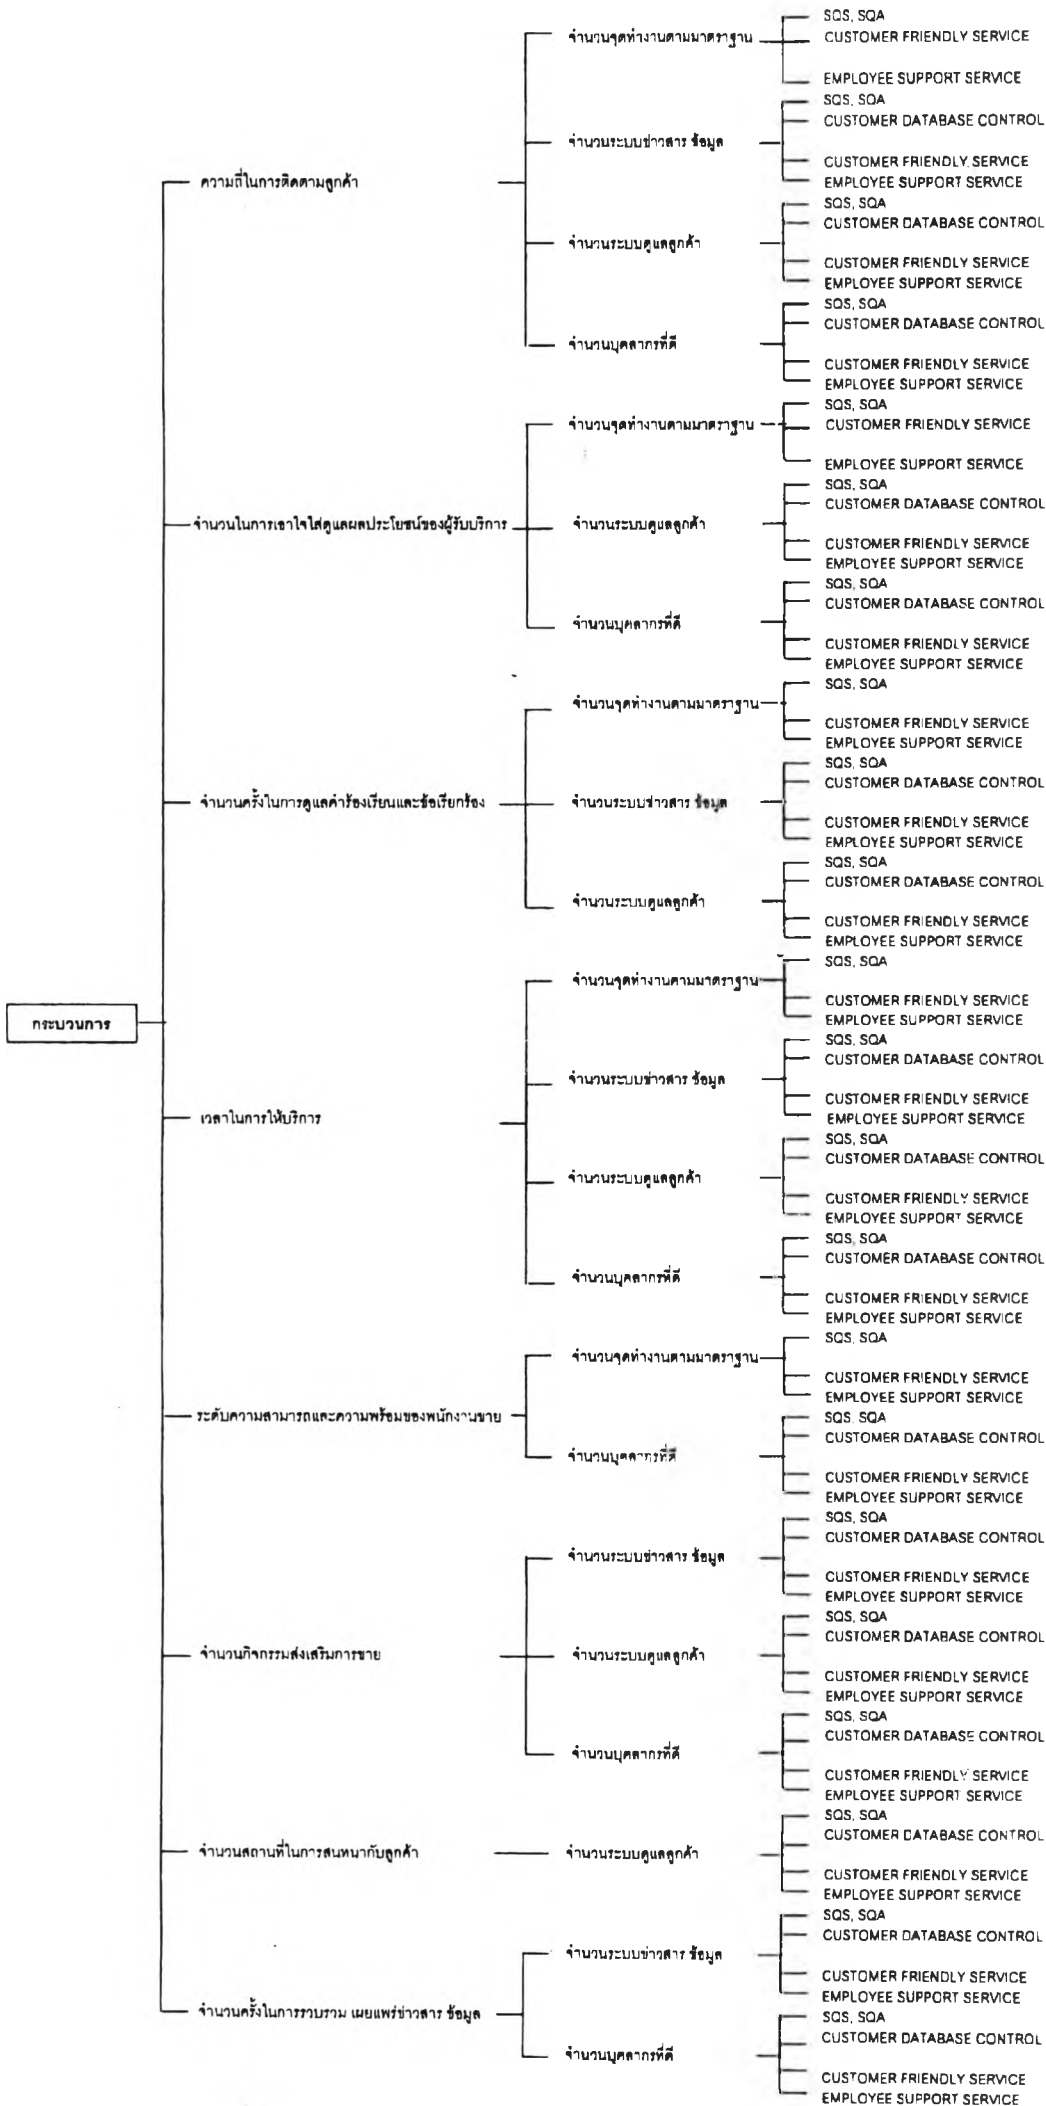 กระบวนการ
ความถี่ในการติดตามลูกค้า
จำนวนจุดทำงานตามมาตราฐาน
SQS, SQA
CUSTOMER FRIENDLY SERVICE
EMPLOYEE SUPPORT SERVICE
จำนวนระบบข่าวสาร ข้อมูล
SQS, SQA
CUSTOMER DATABASE CONTROL
CUSTOMER FRIENDLY SERVICE
EMPLOYEE SUPPORT SERVICE
จำนวนระบบดูแลลูกค้า
SQS, SQA
CUSTOMER DATABASE CONTROL
CUSTOMER FRIENDLY SERVICE
EMPLOYEE SUPPORT SERVICE
จำนวนบุคลากรที่ดี
SQS, SQA
CUSTOMER DATABASE CONTROL
CUSTOMER FRIENDLY SERVICE
EMPLOYEE SUPPORT SERVICE
จำนวนในการเอาใจใส่ดูแลผลประโยชน์ของผู้รับบริการ
จำนวนจุดทำงานตามมาตราฐาน
SQS, SQA
CUSTOMER FRIENDLY SERVICE
EMPLOYEE SUPPORT SERVICE
จำนวนระบบดูแลลูกค้า
SQS, SQA
CUSTOMER DATABASE CONTROL
CUSTOMER FRIENDLY SERVICE
EMPLOYEE SUPPORT SERVICE
จำนวนบุคลากรที่ดี
SQS, SQA
CUSTOMER DATABASE CONTROL
CUSTOMER FRIENDLY SERVICE
EMPLOYEE SUPPORT SERVICE
จำนวนครั้งในการดูแลคำร้องเรียนและข้อเรียกร้อง
จำนวนจุดทำงานตามมาตราฐาน
SQS, SQA
CUSTOMER FRIENDLY SERVICE
EMPLOYEE SUPPORT SERVICE
จำนวนระบบข่าวสาร ข้อมูล
SQS, SQA
CUSTOMER DATABASE CONTROL
CUSTOMER FRIENDLY SERVICE
EMPLOYEE SUPPORT SERVICE
จำนวนระบบดูแลลูกค้า
SQS, SQA
CUSTOMER DATABASE CONTROL
CUSTOMER FRIENDLY SERVICE
EMPLOYEE SUPPORT SERVICE
เวลาในการให้บริการ
จำนวนจุดทำงานตามมาตราฐาน
SQS, SQA
CUSTOMER FRIENDLY SERVICE
EMPLOYEE SUPPORT SERVICE
จำนวนระบบข่าวสาร ข้อมูล
SQS, SQA
CUSTOMER DATABASE CONTROL
CUSTOMER FRIENDLY SERVICE
EMPLOYEE SUPPORT SERVICE
จำนวนระบบดูแลลูกค้า
SQS, SQA
CUSTOMER DATABASE CONTROL
CUSTOMER FRIENDLY SERVICE
EMPLOYEE SUPPORT SERVICE
จำนวนบุคลากรที่ดี
SQS, SQA
CUSTOMER DATABASE CONTROL
CUSTOMER FRIENDLY SERVICE
EMPLOYEE SUPPORT SERVICE
ระดับความสามารถและความพร้อมของพนักงานขาย
จำนวนจุดทำงานตามมาตราฐาน
SQS, SQA
CUSTOMER FRIENDLY SERVICE
EMPLOYEE SUPPORT SERVICE
จำนวนบุคลากรที่ดี
SQS, SQA
CUSTOMER DATABASE CONTROL
CUSTOMER FRIENDLY SERVICE
EMPLOYEE SUPPORT SERVICE
จำนวนกิจกรรมส่งเสริมการขาย
จำนวนระบบข่าวสาร ข้อมูล
SQS, SQA
CUSTOMER DATABASE CONTROL
CUSTOMER FRIENDLY SERVICE
EMPLOYEE SUPPORT SERVICE
จำนวนระบบดูแลลูกค้า
SQS, SQA
CUSTOMER DATABASE CONTROL
CUSTOMER FRIENDLY SERVICE
EMPLOYEE SUPPORT SERVICE
จำนวนบุคลากรที่ดี
SQS, SQA
CUSTOMER DATABASE CONTROL
CUSTOMER FRIENDLY SERVICE
EMPLOYEE SUPPORT SERVICE
จำนวนสถานที่ในการสนทนากับลูกค้า
จำนวนระบบดูแลลูกค้า
SQS, SQA
CUSTOMER DATABASE CONTROL
CUSTOMER FRIENDLY SERVICE
EMPLOYEE SUPPORT SERVICE
จำนวนครั้งในการรวบรวม เผยแพร่ข่าวสาร ข้อมูล
จำนวนระบบข่าวสาร ข้อมูล
SQS, SQA
CUSTOMER DATABASE CONTROL
CUSTOMER FRIENDLY SERVICE
EMPLOYEE SUPPORT SERVICE
จำนวนบุคลากรที่ดี
SQS, SQA
CUSTOMER DATABASE CONTROL
CUSTOMER FRIENDLY SERVICE
EMPLOYEE SUPPORT SERVICE